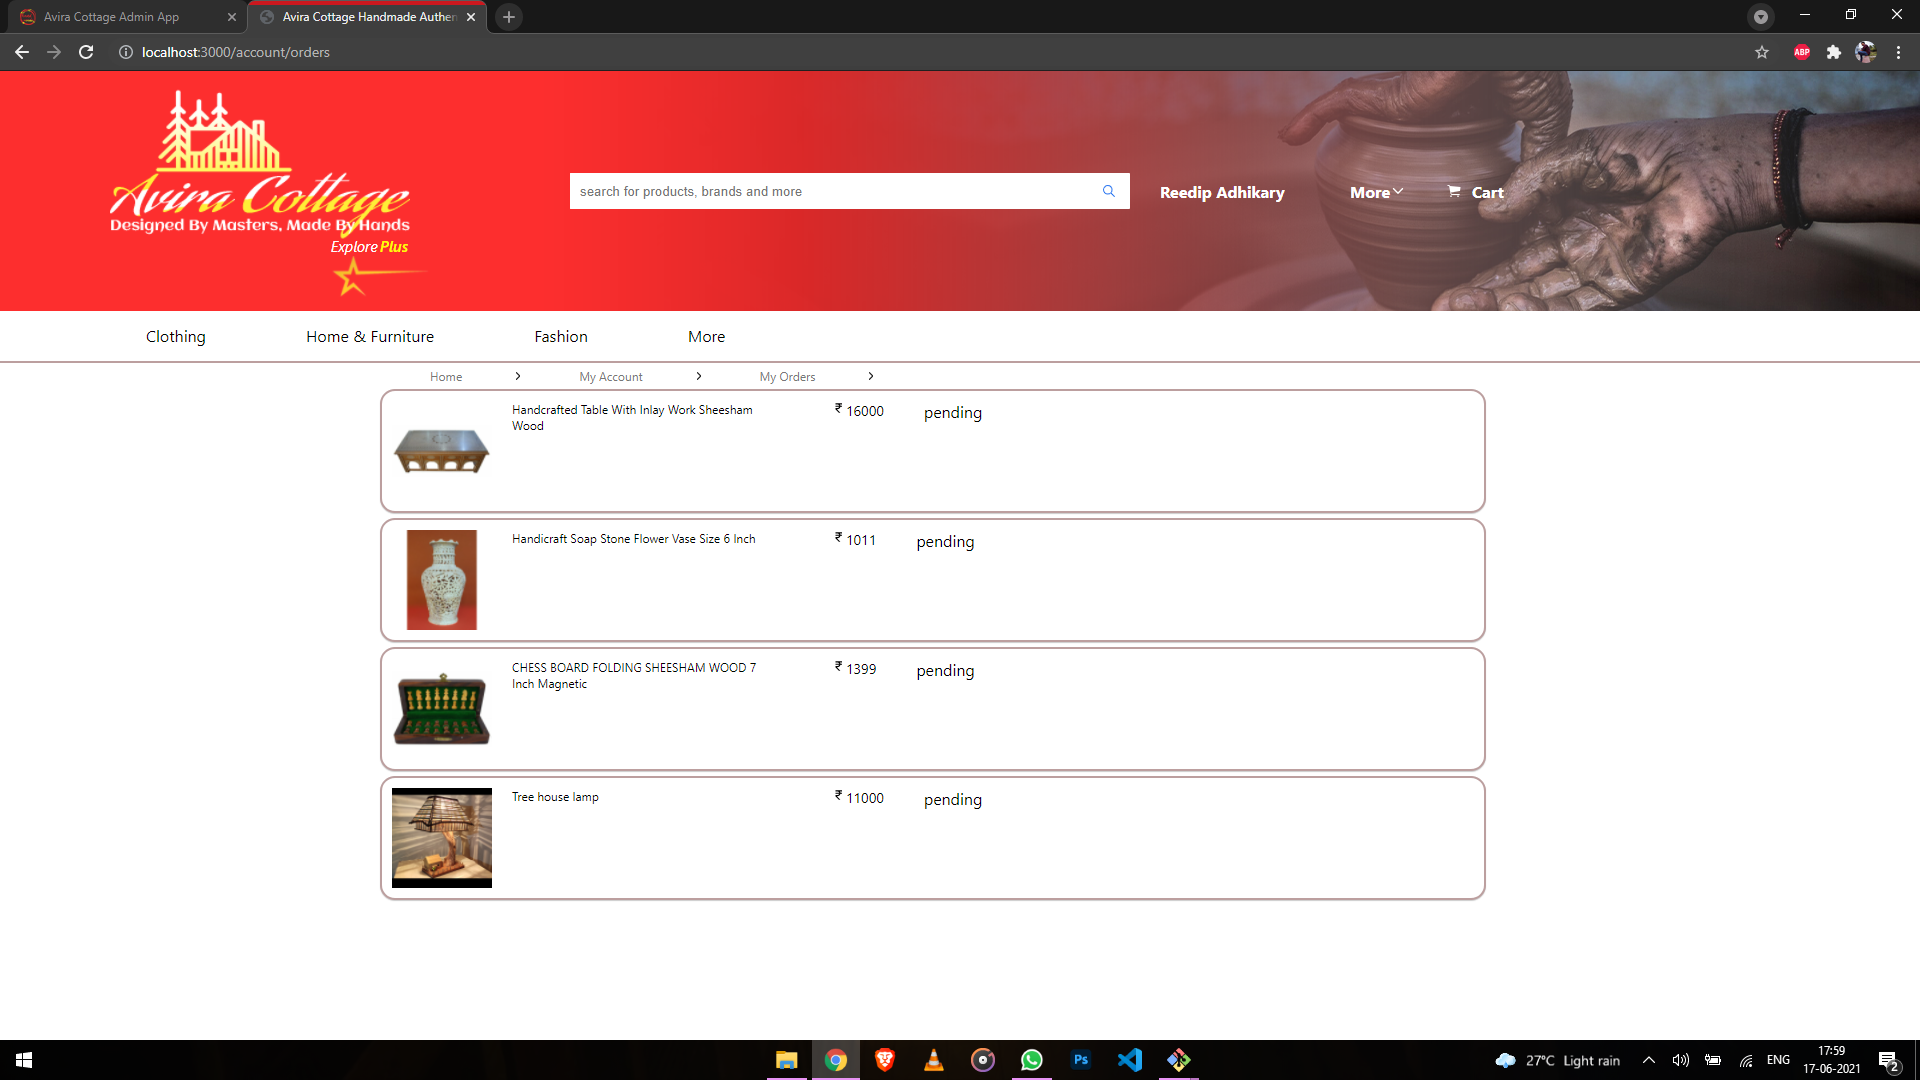 Avira Cottage Admin App
Avira Cottage Handmade Authen
localhost:3000/account/orders
ABP
Avira Cottage
Designed By Masters, Made By Hands
Explore Plus
search for products, brands and more
Reedip Adhikary
More
Cart
Clothing
Home & Furniture
Fashion
More
Home
My Account
My Orders
Handcrafted Table With Inlay Work Sheesham
Wood
₹ 16000
pending
Handicraft Soap Stone Flower Vase Size 6 Inch
₹ 1011
pending
CHESS BOARD FOLDING SHEESHAM WOOD 7
Inch Magnetic
₹ 1399
pending
Tree house lamp
₹ 11000
pending
Ps
27°C Light rain
ENG
17:59
17-06-2021
2